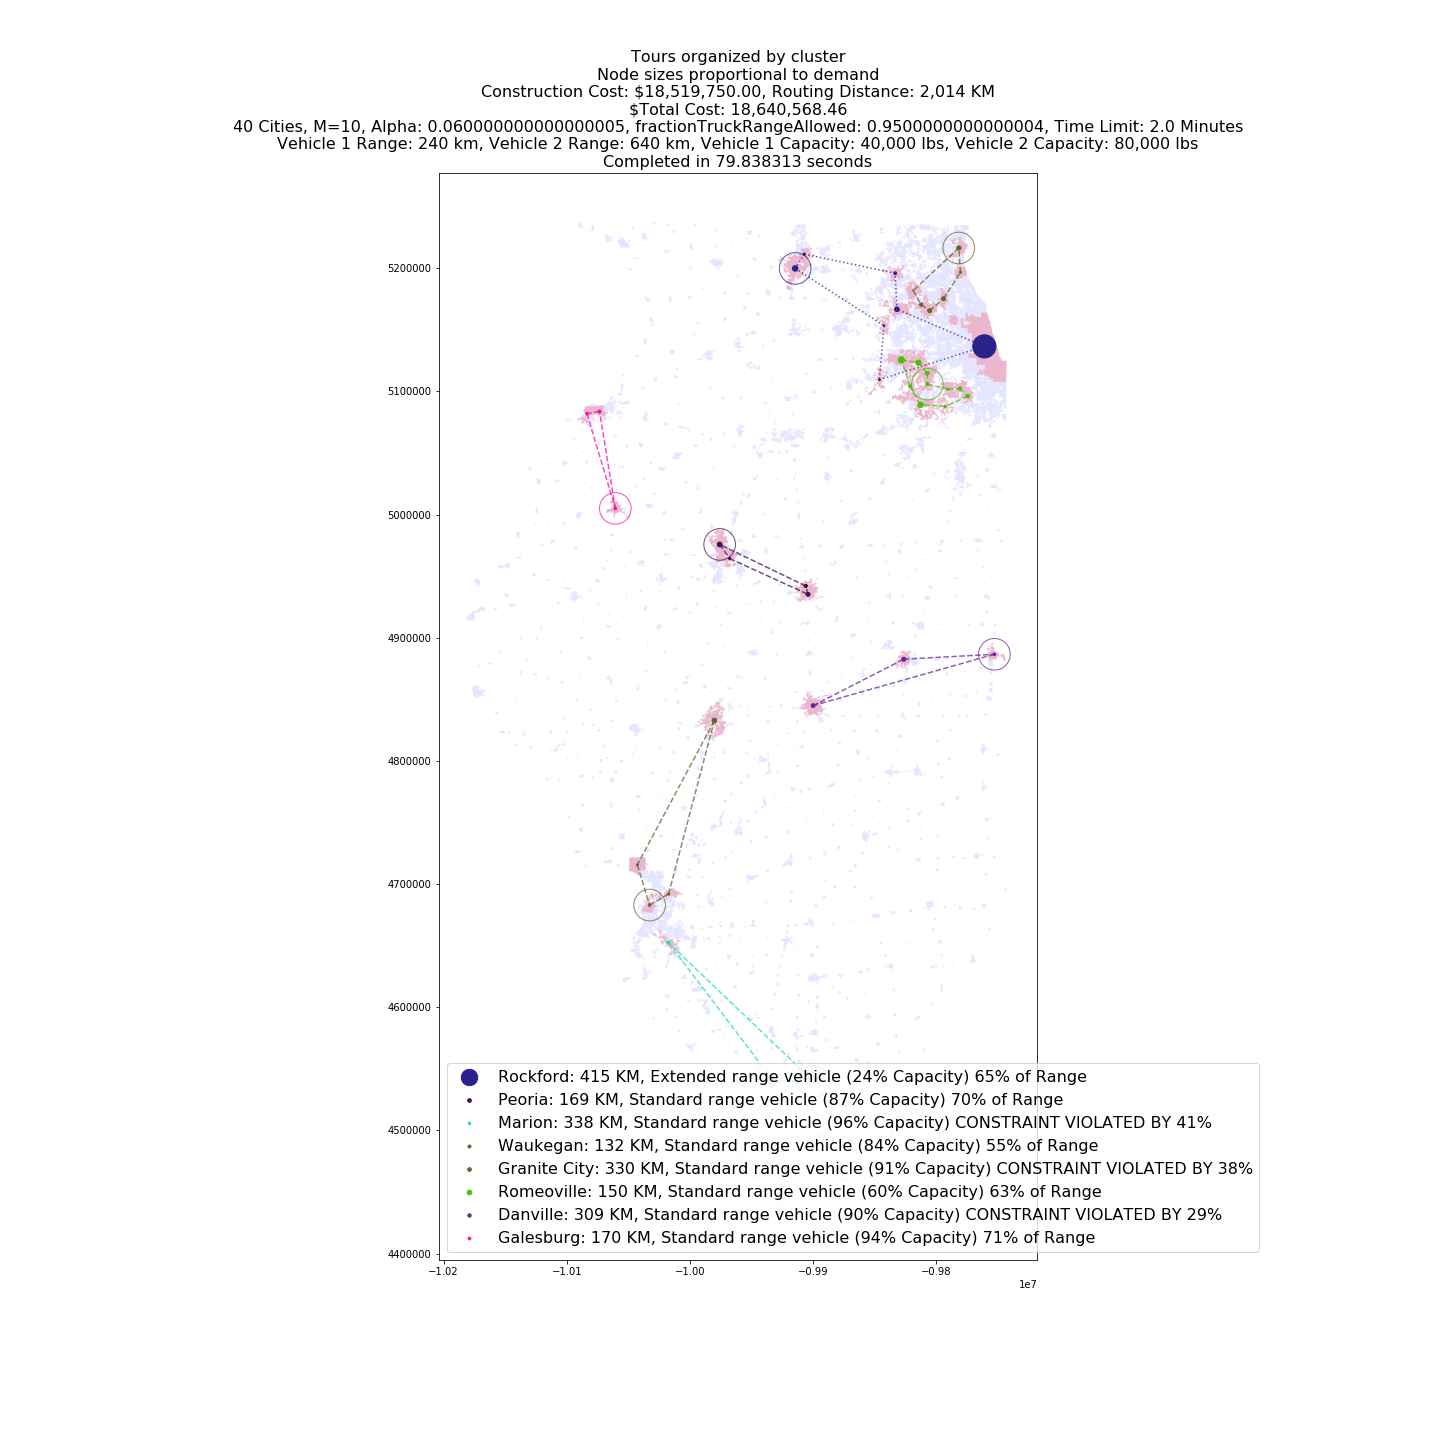 Tours organized by cluster
Node sizes proportional to demand
Construction Cost: $18,519,750.00, Routing Distance: 2,014 KM
$Total Cost: 18,640,568.46
40 Cities, M=10, Alpha: 0.060000000000000005, fractionTruckRangeAllowed: 0.9500000000000004, Time Limit: 2.0 Minutes
Vehicle 1 Range: 240 km, Vehicle 2 Range: 640 km, Vehicle 1 Capacity: 40,000 lbs, Vehicle 2 Capacity: 80,000 lbs
Completed in 79.838313 seconds
5200000
5100000
5000000
4900000
4800000
4700000
4600000
4500000
4400000
Rockford: 415 KM, Extended range vehicle (24% Capacity) 65% of Range
Peoria: 169 KM, Standard range vehicle (87% Capacity) 70% of Range
Marion: 338 KM, Standard range vehicle (96% Capacity) CONSTRAINT VIOLATED BY 41%
Waukegan: 132 KM, Standard range vehicle (84% Capacity) 55% of Range
Granite City: 330 KM, Standard range vehicle (91% Capacity) CONSTRAINT VIOLATED BY 38%
Romeoville: 150 KM, Standard range vehicle (60% Capacity) 63% of Range
Danville: 309 KM, Standard range vehicle (90% Capacity) CONSTRAINT VIOLATED BY 29%
Galesburg: 170 KM, Standard range vehicle (94% Capacity) 71% of Range
−1.02 −1.01 −1.00 −0.99 −0.98
1e7